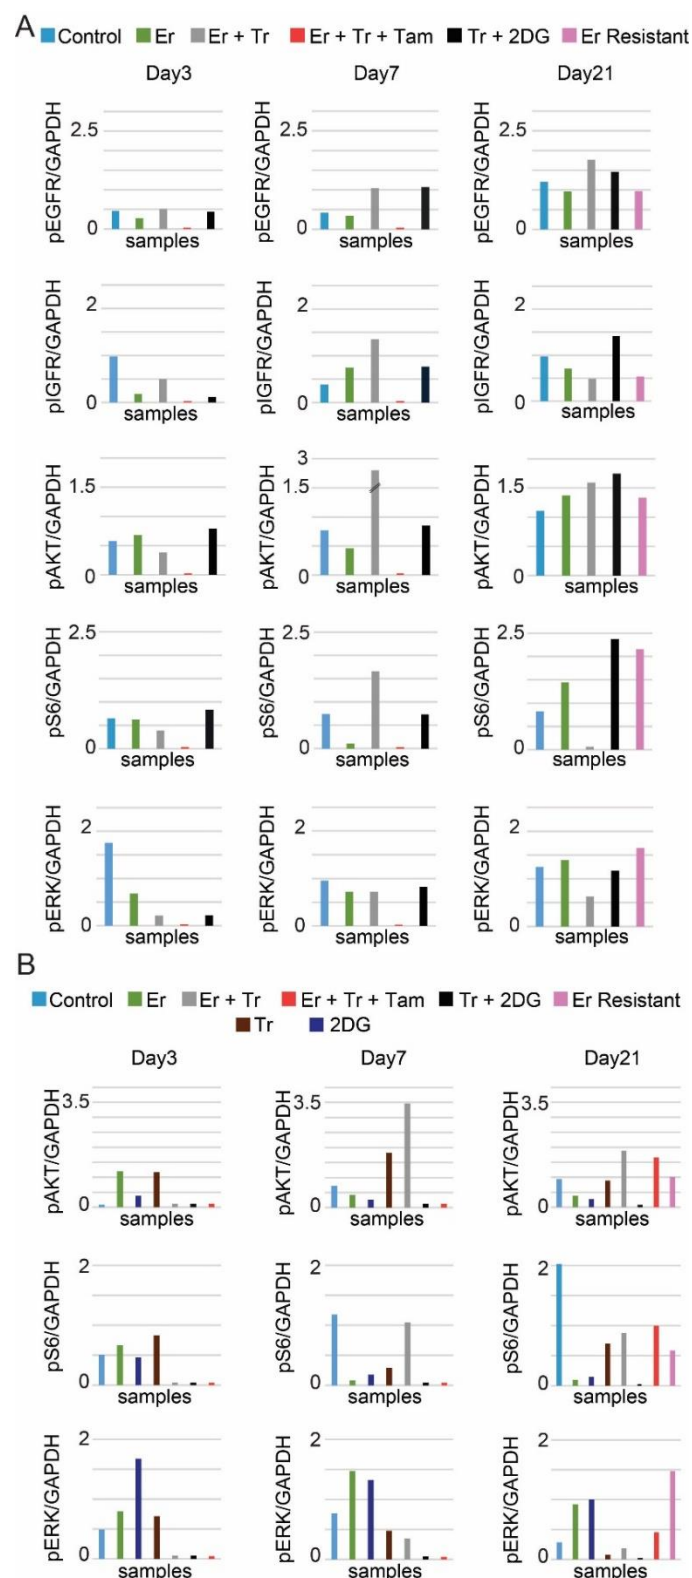 A
Control Er Er + Tr Er + Tr + Tam Tr + 2DG Er Resistant
Day3 Day7 Day21
pEGFR/GAPDH 2.5 0 samples
pEGFR/GAPDH 2.5 0 samples
pEGFR/GAPDH 2.5 0 samples
pIGFR/GAPDH 2 0 samples
pIGFR/GAPDH 2 0 samples
pIGFR/GAPDH 2 0 samples
pAKT/GAPDH 1.5 0 samples
pAKT/GAPDH 3 1.5 0 samples
pAKT/GAPDH 1.5 0 samples
pS6/GAPDH 2.5 0 samples
pS6/GAPDH 2.5 0 samples
pS6/GAPDH 2.5 0 samples
pERK/GAPDH 2 0 samples
pERK/GAPDH 2 0 samples
pERK/GAPDH 2 0 samples
B
Control Er Er + Tr Er + Tr + Tam Tr + 2DG Er Resistant
Tr 2DG
Day3 Day7 Day21
pAKT/GAPDH 3.5 0 samples
pAKT/GAPDH 3.5 0 samples
pAKT/GAPDH 3.5 0 samples
pS6/GAPDH 2 0 samples
pS6/GAPDH 2 0 samples
pS6/GAPDH 2 0 samples
pERK/GAPDH 2 0 samples
pERK/GAPDH 2 0 samples
pERK/GAPDH 2 0 samples